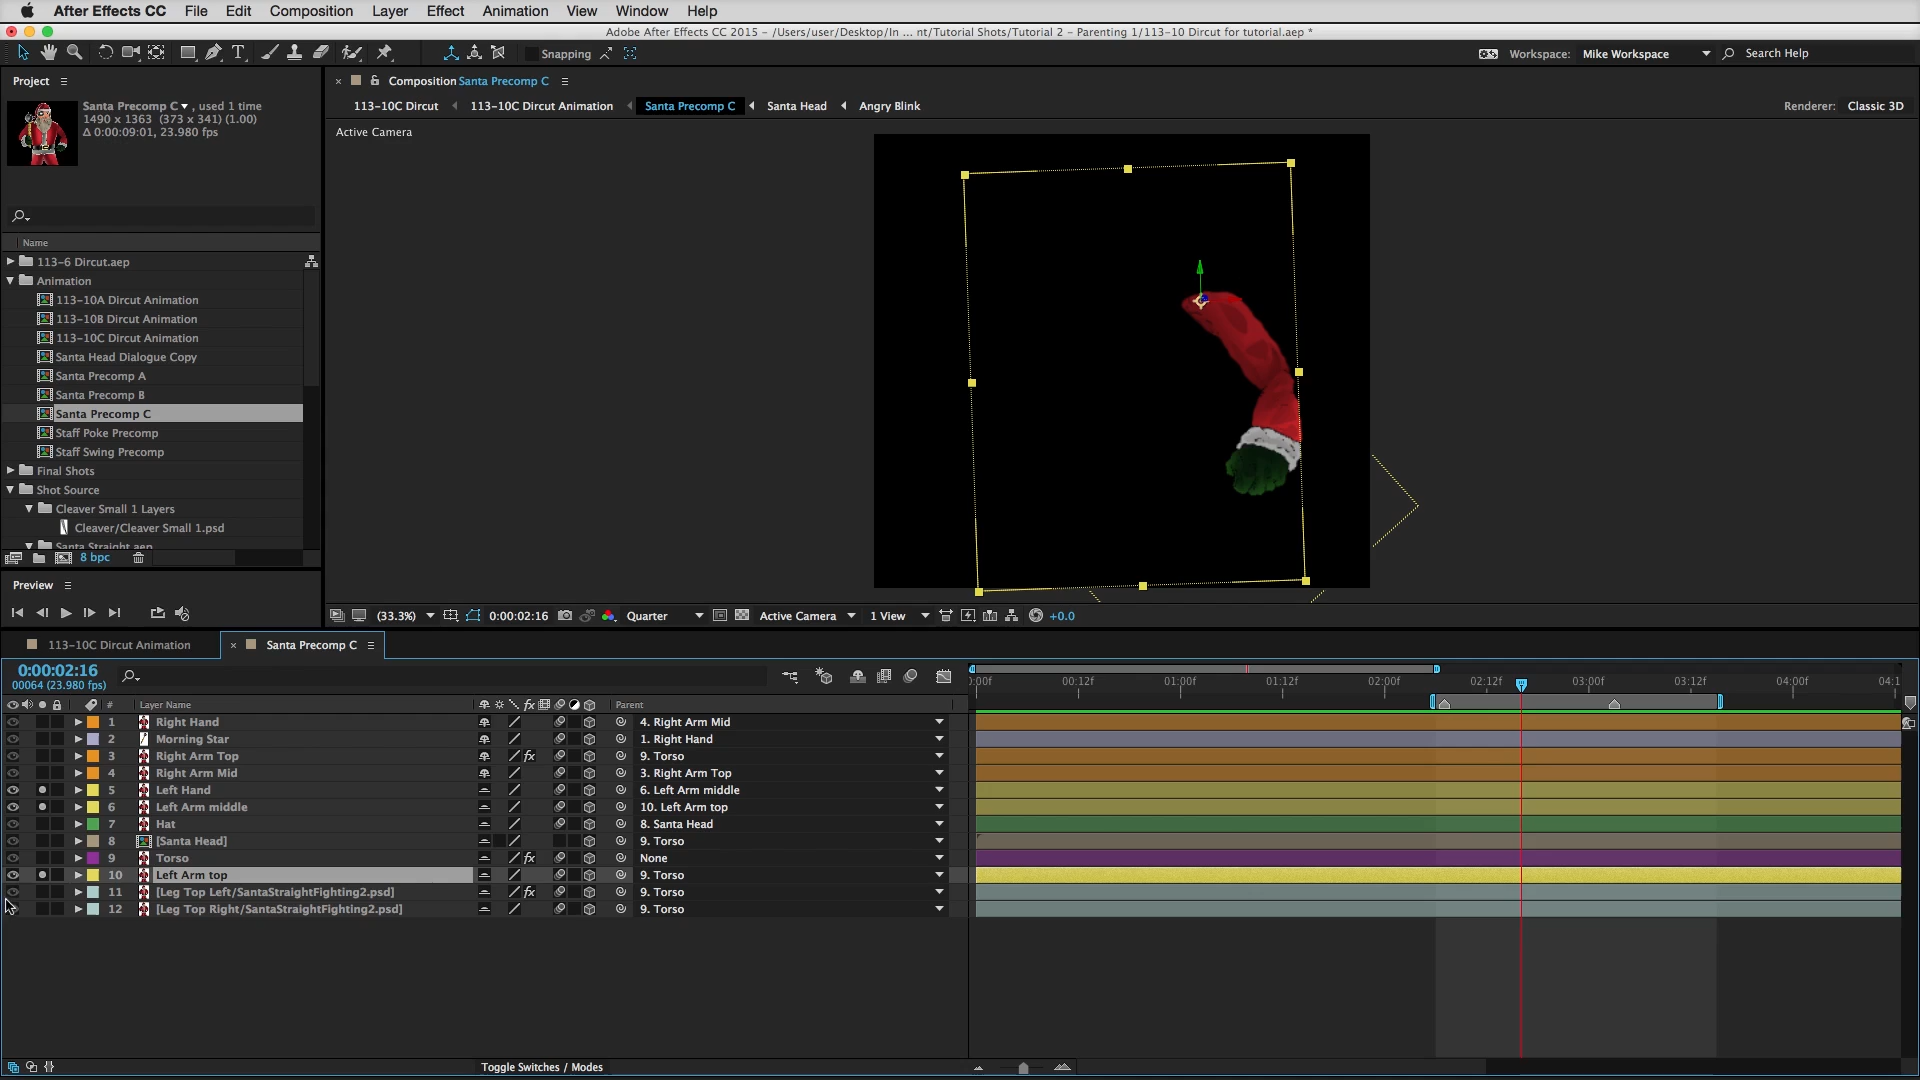 After Effects CC File Edit Composition Layer Effect Animation View Window Help
Adobe After Effects CC 2015 – /Users/user/Desktop/In ... nt/Tutorial Shots/Tutorial 2 – Parenting 1/113-10 Dircut for tutorial.aep *
T Snapping Workspace: Mike Workspace Search Help
Project
Composition Santa Precomp C
Santa Precomp C , used 1 time
1490 x 1363 (373 x 341) (1.00)
Δ 0:00:09:01, 23.980 fps
113-10C Dircut 113-10C Dircut Animation Santa Precomp C Santa Head Angry Blink
Renderer: Classic 3D
Active Camera
Name
113-6 Dircut.aep
Animation
113-10A Dircut Animation
113-10B Dircut Animation
113-10C Dircut Animation
Santa Head Dialogue Copy
Santa Precomp A
Santa Precomp B
Santa Precomp C
Staff Poke Precomp
Staff Swing Precomp
Final Shots
Shot Source
Cleaver Small 1 Layers
Cleaver/Cleaver Small 1.psd
Santa Straight.aep
8 bpc
Preview
(33.3%) 0:00:02:16 Quarter Active Camera 1 View +0.0
113-10C Dircut Animation Santa Precomp C
0:00:02:16
00064 (23.980 fps)
:00f 00:12f 01:00f 01:12f 02:00f 02:12f 03:00f 03:12f 04:00f 04:1
# Layer Name fx Parent
1 Right Hand 4. Right Arm Mid
2 Morning Star 1. Right Hand
3 Right Arm Top fx 9. Torso
4 Right Arm Mid 3. Right Arm Top
5 Left Hand 6. Left Arm middle
6 Left Arm middle 10. Left Arm top
7 Hat 8. Santa Head
8 [Santa Head] 9. Torso
9 Torso fx None
10 Left Arm top 9. Torso
11 [Leg Top Left/SantaStraightFighting2.psd] fx 9. Torso
12 [Leg Top Right/SantaStraightFighting2.psd] 9. Torso
Toggle Switches / Modes